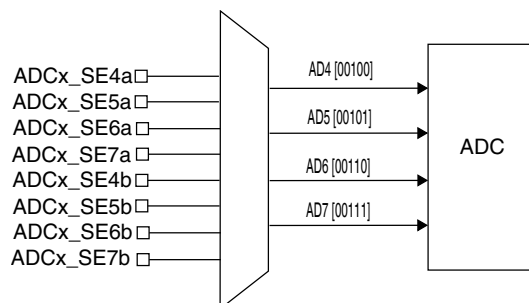 ADCx_SE4a
ADCx_SE5a
ADCx_SE6a
ADCx_SE7a
ADCx_SE4b
ADCx_SE5b
ADCx_SE6b
ADCx_SE7b
AD4 [00100]
AD5 [00101]
AD6 [00110]
AD7 [00111]
ADC